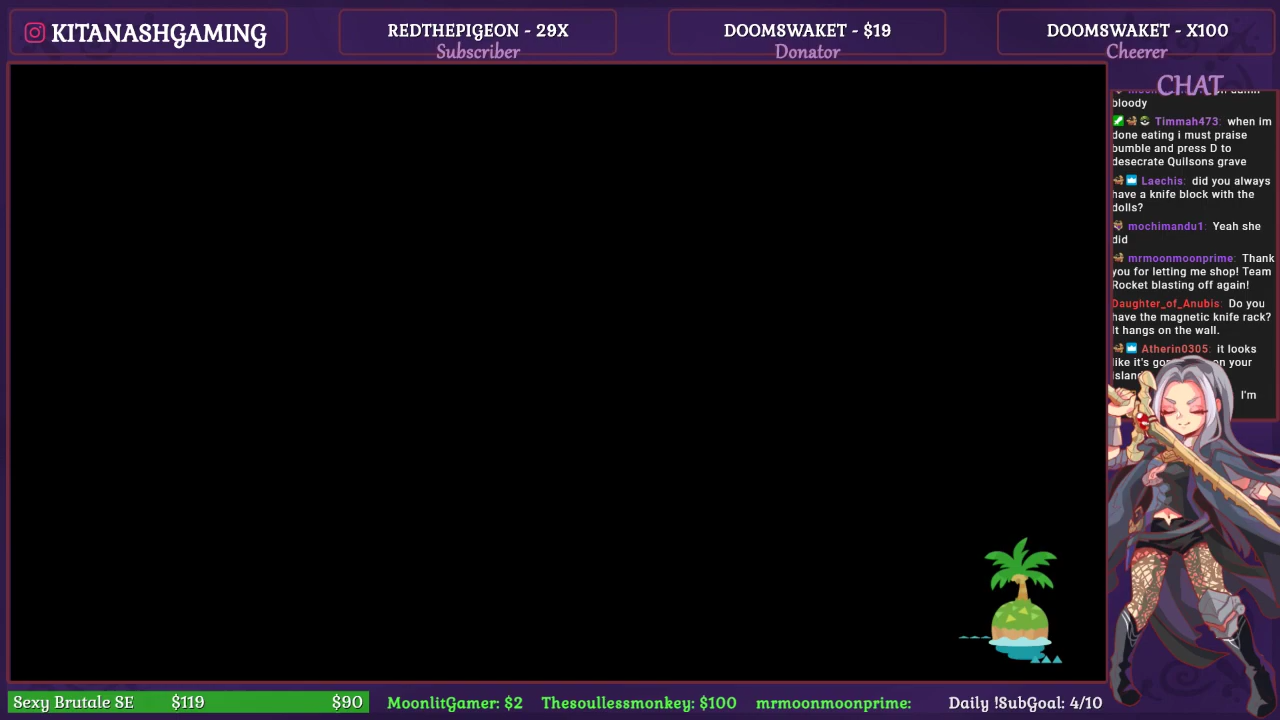 KITANASHGAMING
REDTHEPIGEON - 29X
Subscriber
DOOMSWAKET - $19
Donator
DOOMSWAKET - X100
Cheerer
CHAT
bloody
Timmah473: when im
done eating i must praise
bumble and press D to
desecrate Quilsons grave
Laechis: did you always
have a knife block with the
dolls?
mochimandu1: Yeah she
did
mrmoonmoonprime: Thank
you for letting me shop! Team
Rocket blasting off again!
Daughter_of_Anubis: Do you
have the magnetic knife rack?
It hangs on the wall.
Atherin0305: it looks
like it's on your
I'm
Sexy Brutale SE $119 $90
MoonlitGamer: $2 Thesoullessmonkey: $100 mrmoonmoonprime:
Daily !SubGoal: 4/10